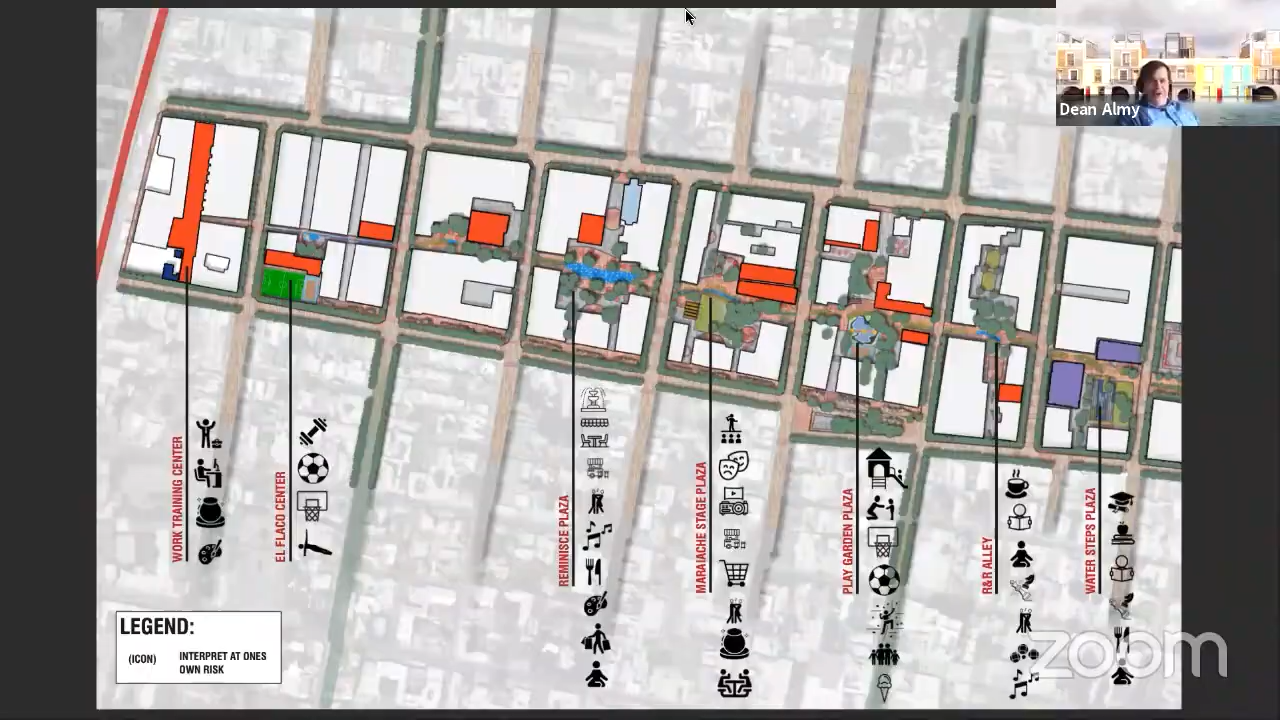 Dean Almy
WORK TRAINING CENTER
EL FLACO CENTER
REMINISCE PLAZA
MARAIACHE STAGE PLAZA
PLAY GARDEN PLAZA
R&R ALLEY
WATER STEPS PLAZA
LEGEND:
(ICON) INTERPRET AT ONES
OWN RISK
zoom